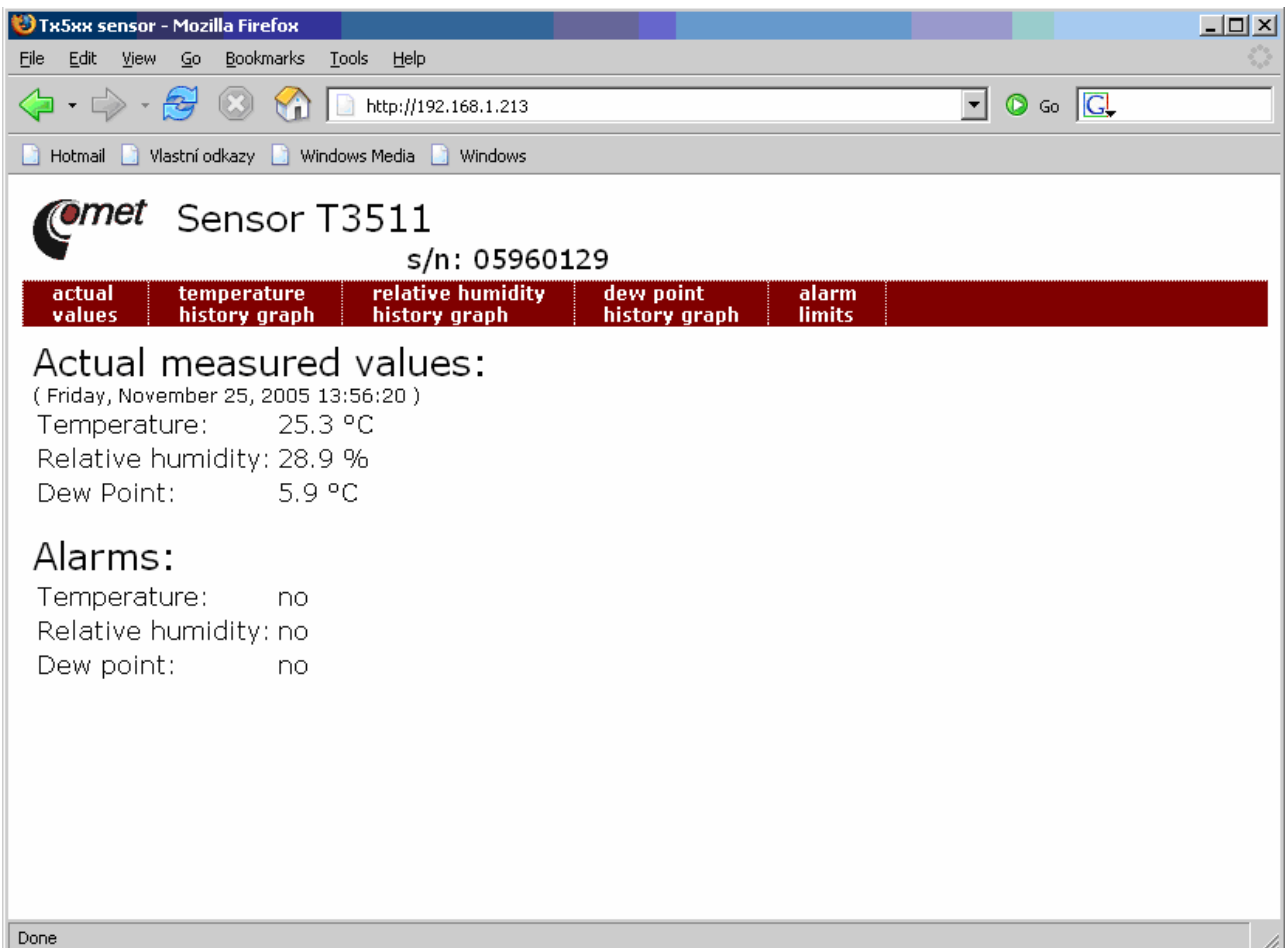 Tx5xx sensor - Mozilla Firefox
File Edit View Go Bookmarks Tools Help
http://192.168.1.213 Go G
Hotmail Vlastní odkazy Windows Media Windows
Comet Sensor T3511
s/n: 05960129
actual temperature relative humidity dew point alarm
values history graph history graph history graph limits
Actual measured values:
( Friday, November 25, 2005 13:56:20 )
Temperature: 25.3 ºC
Relative humidity: 28.9 %
Dew Point: 5.9 ºC
Alarms:
Temperature: no
Relative humidity: no
Dew point: no
Done